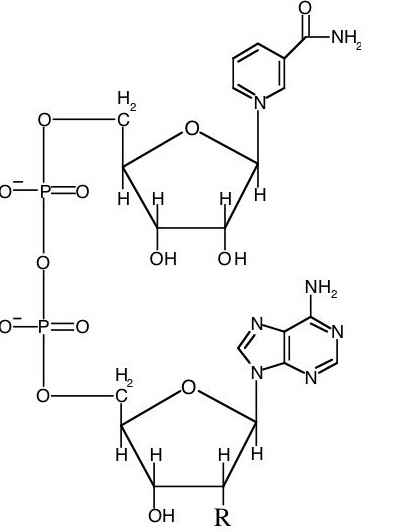 O
NH2
N
H2
O C O
H H H H
O− P O
OH OH
O
NH2
O− P O
N N
N N
H2
O C O
H H H H
OH R